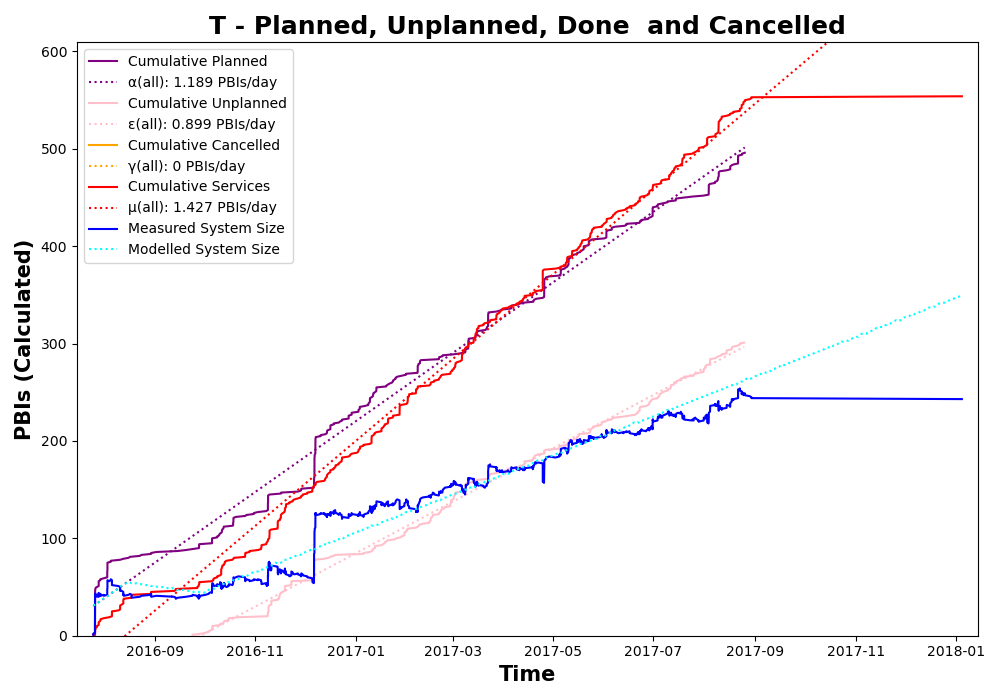 T - Planned, Unplanned, Done  and Cancelled
PBIs (Calculated)
600
500
400
300
200
100
0
Cumulative Planned
α(all): 1.189 PBIs/day
Cumulative Unplanned
ε(all): 0.899 PBIs/day
Cumulative Cancelled
γ(all): 0 PBIs/day
Cumulative Services
μ(all): 1.427 PBIs/day
Measured System Size
Modelled System Size
2016-09 2016-11 2017-01 2017-03 2017-05 2017-07 2017-09 2017-11 2018-01
Time